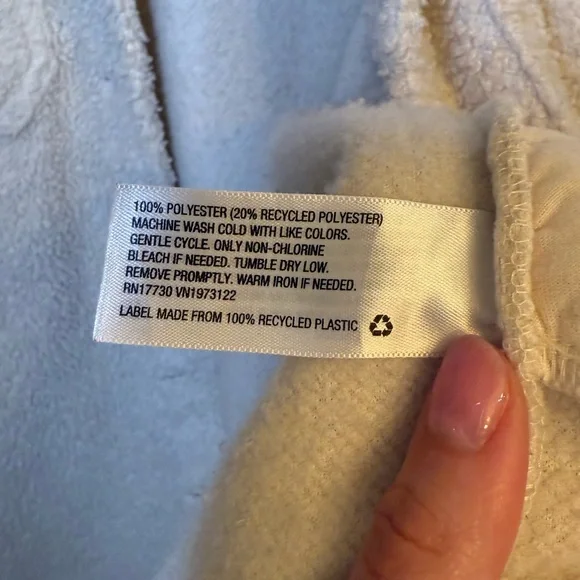 100% POLYESTER (20% RECYCLED POLYESTER)
MACHINE WASH COLD WITH LIKE COLORS.
GENTLE CYCLE. ONLY NON-CHLORINE
BLEACH IF NEEDED. TUMBLE DRY LOW.
REMOVE PROMPTLY. WARM IRON IF NEEDED.
RN17730 VN1973122
LABEL MADE FROM 100% RECYCLED PLASTIC